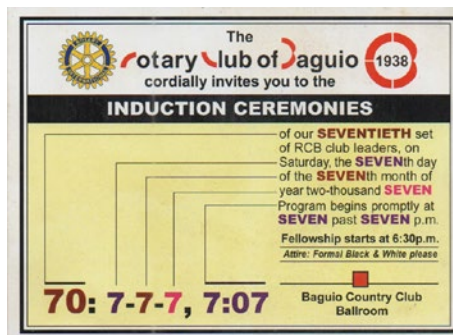 The
Rotary Club of Baguio
1938
cordially invites you to the
INDUCTION CEREMONIES
of our SEVENTIETH set
of RCB club leaders, on
Saturday, the SEVENth day
of the SEVENth month of
year two-thousand SEVEN
Program begins promptly at
SEVEN past SEVEN p.m.
Fellowship starts at 6:30p.m.
Attire: Formal Black & White please
70: 7-7-7, 7:07
Baguio Country Club
Ballroom